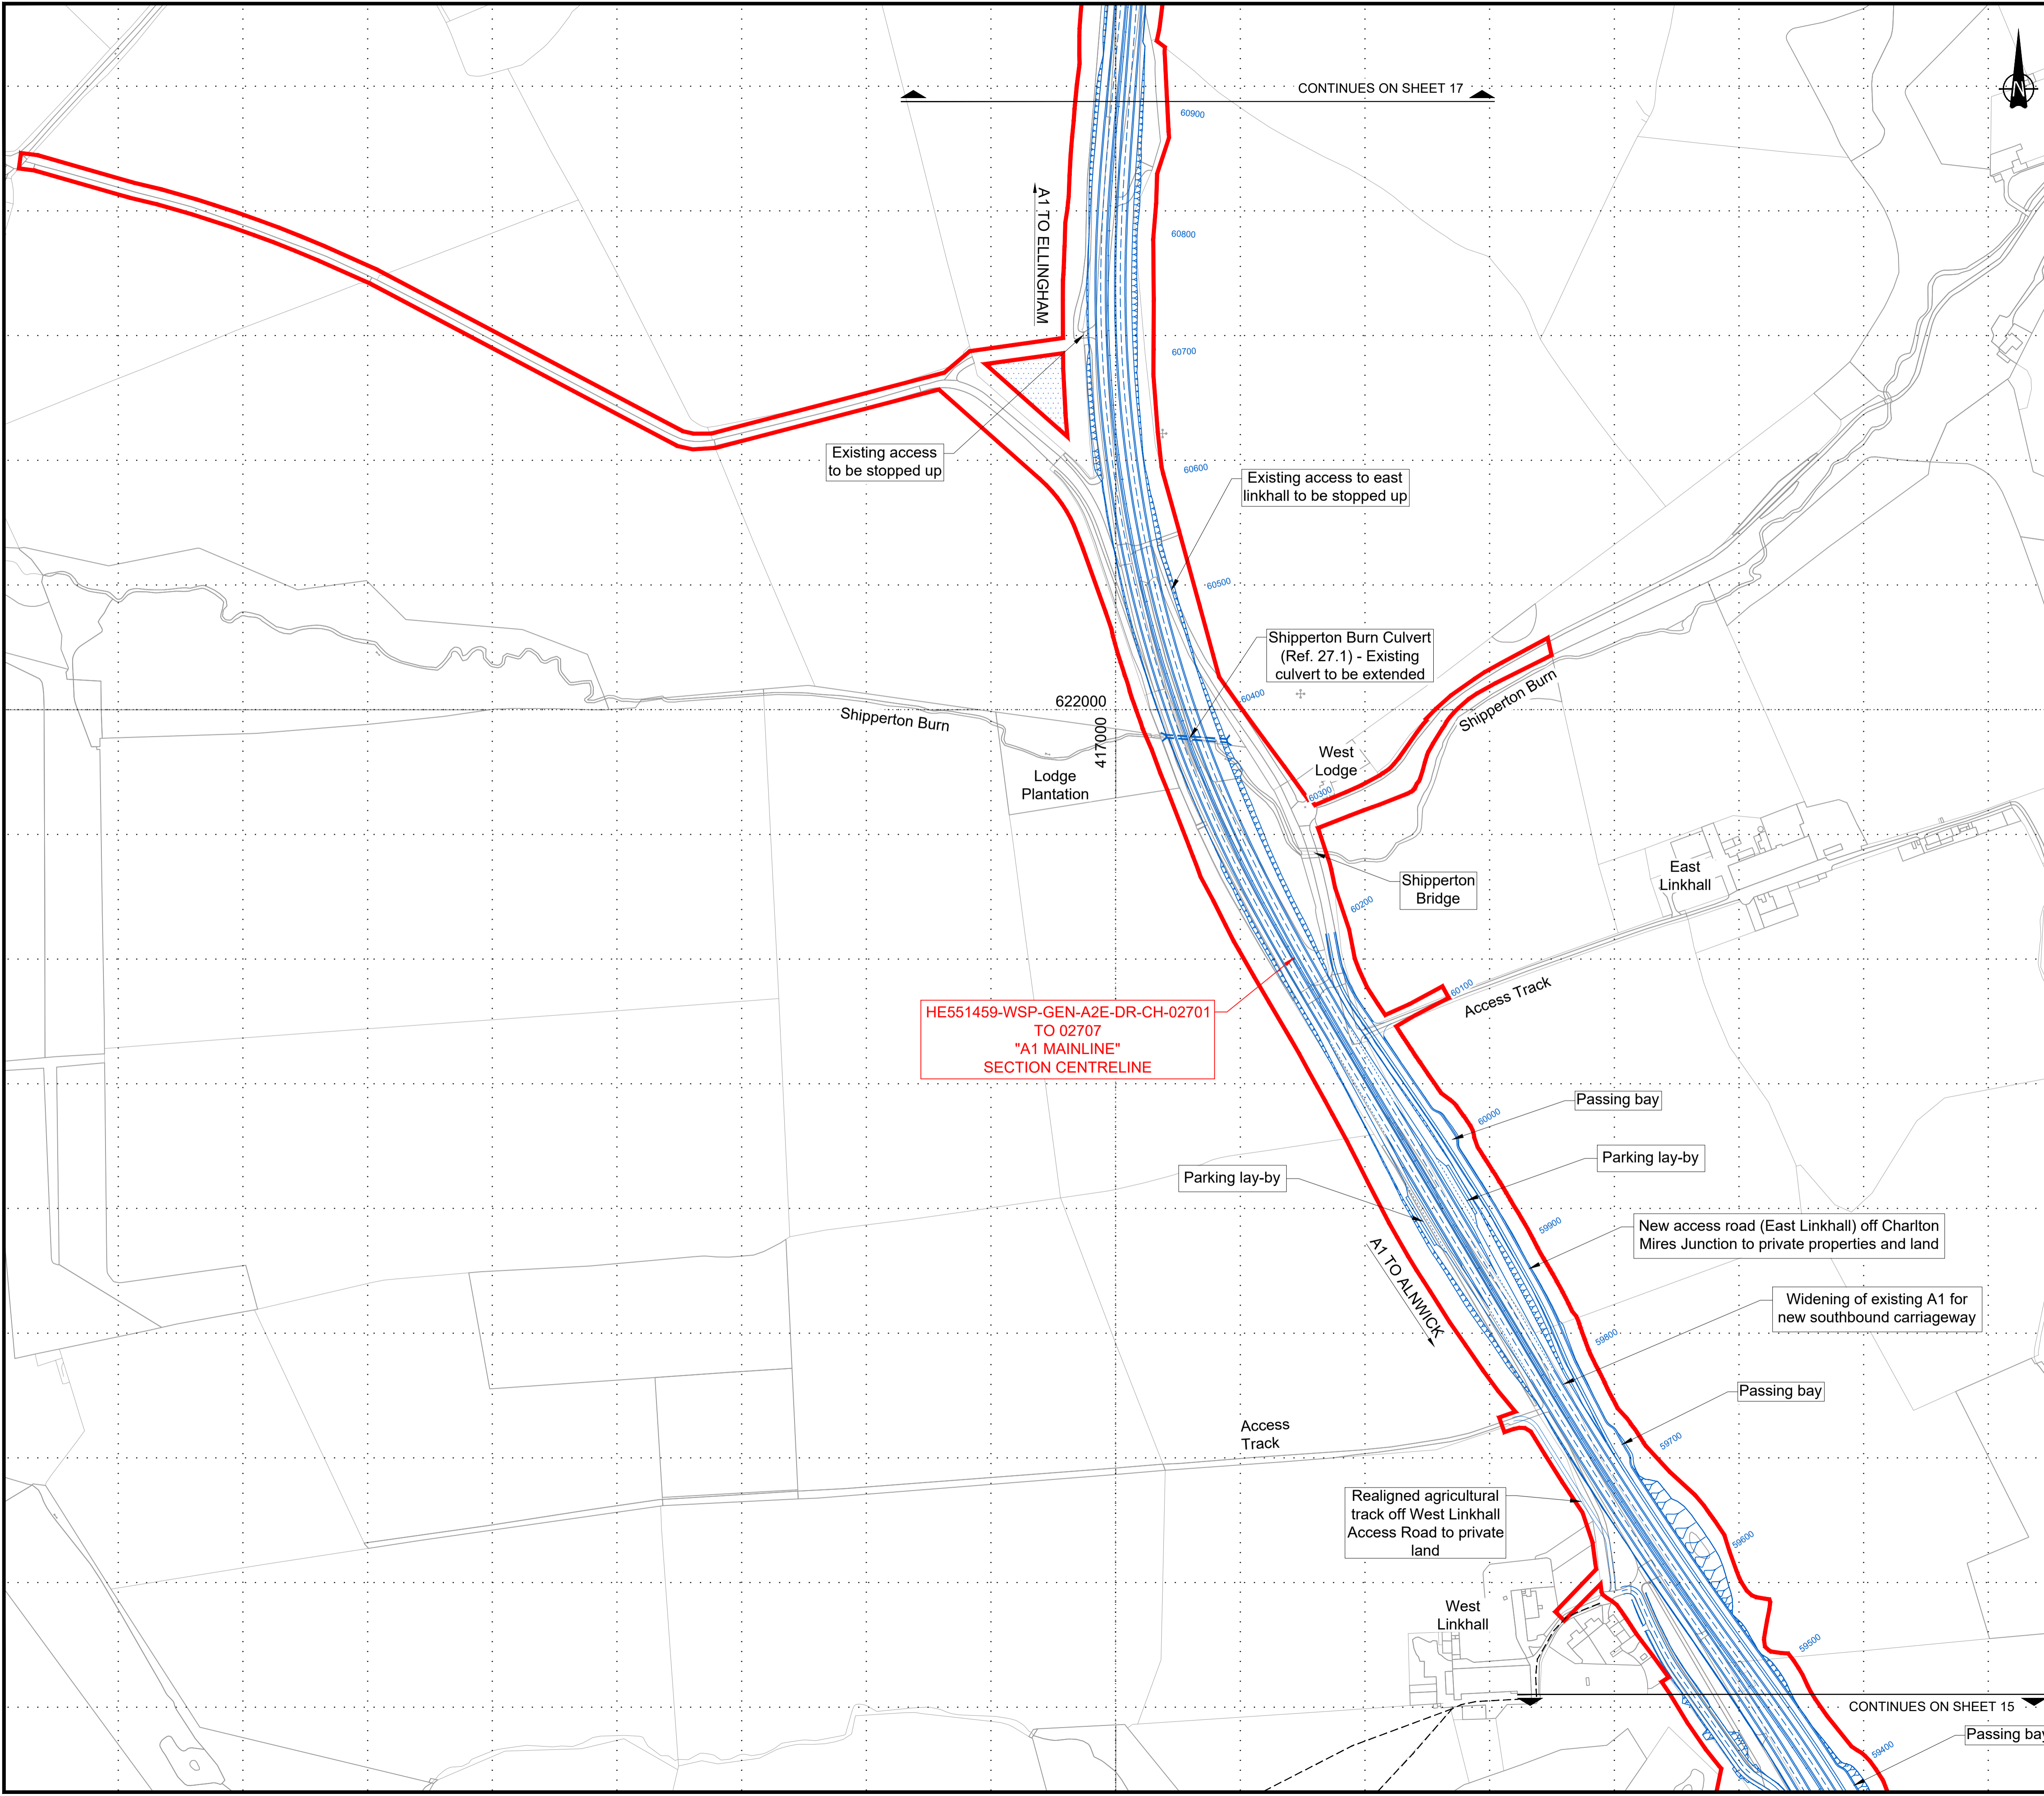 CONTINUES ON SHEET 17
N
60900
A1 TO ELLINGHAM
60800
60700
Existing access
to be stopped up
60600
Existing access to east
linkhall to be stopped up
60500
Shipperton Burn Culvert
(Ref. 27.1) - Existing
culvert to be extended
60400
622000
417000
Shipperton Burn
Shipperton Burn
West
Lodge
Lodge
Plantation
60300
Shipperton
Bridge
East
Linkhall
60200
60100
Access Track
HE551459-WSP-GEN-A2E-DR-CH-02701
TO 02707
"A1 MAINLINE"
SECTION CENTRELINE
Passing bay
60000
Parking lay-by
Parking lay-by
59900
New access road (East Linkhall) off Charlton
Mires Junction to private properties and land
A1 TO ALNWICK
Widening of existing A1 for
new southbound carriageway
59800
Passing bay
Access
Track
59700
Realigned agricultural
track off West Linkhall
Access Road to private
land
59600
West
Linkhall
59500
CONTINUES ON SHEET 15
Passing bay
59400